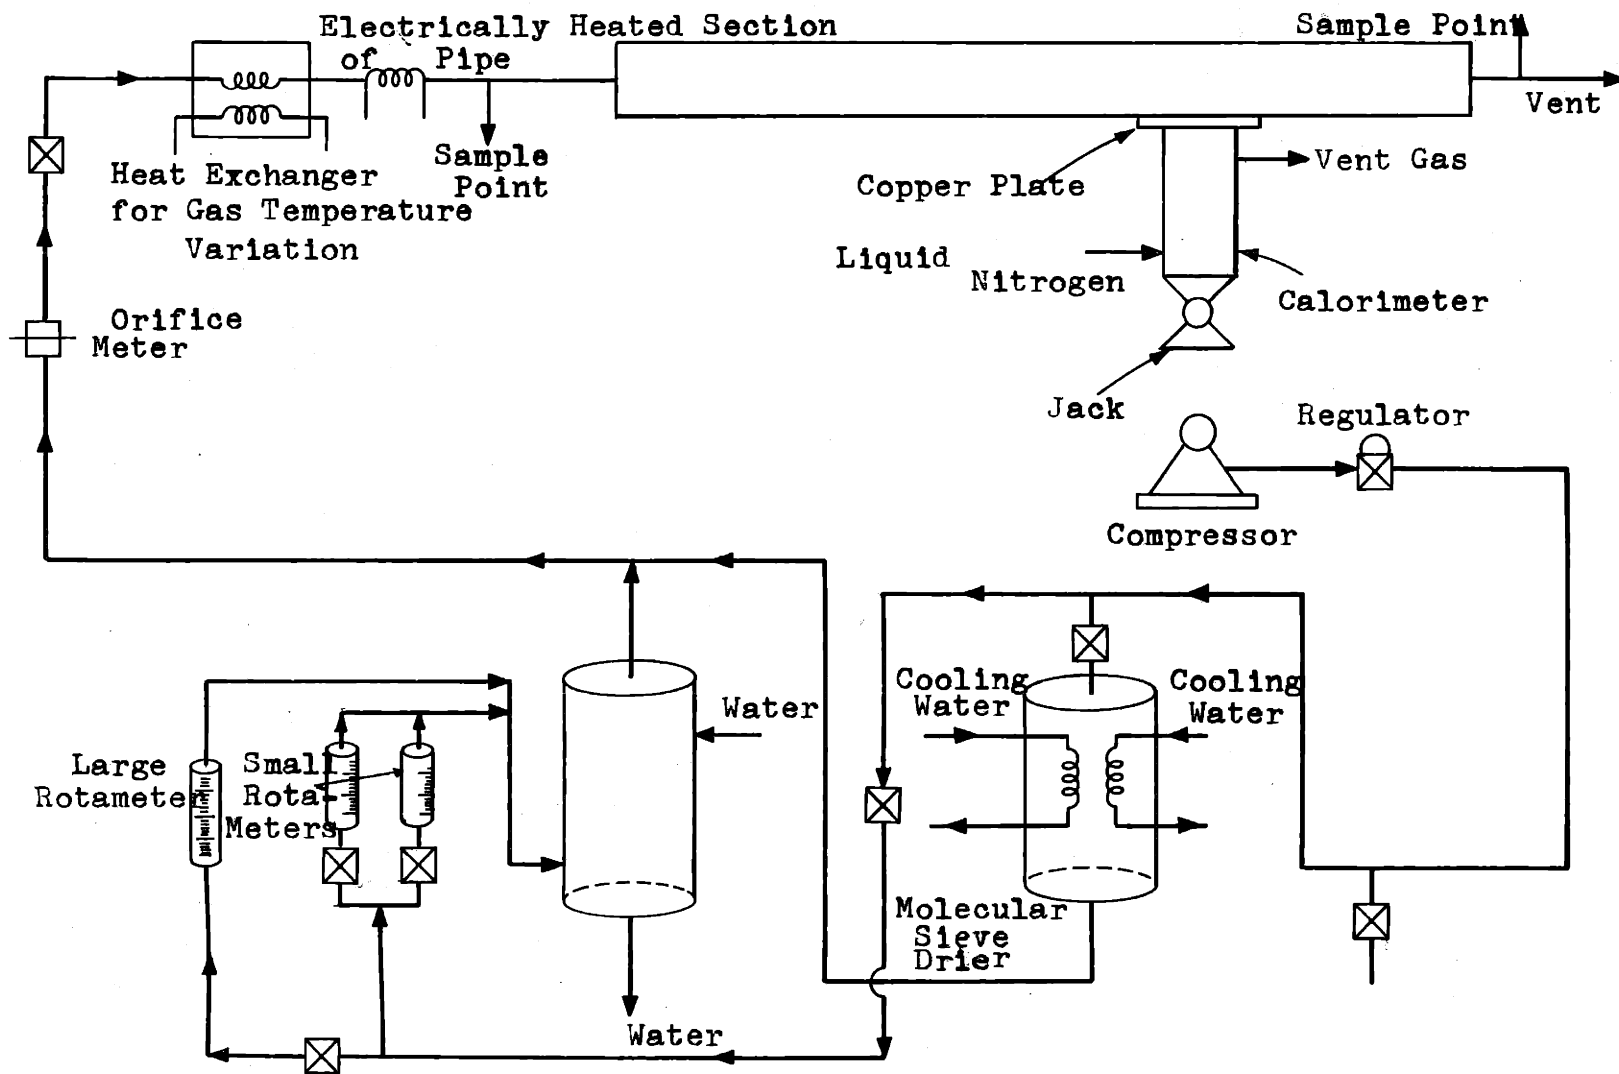 Electrically Heated Section
of Pipe
Sample Point
Vent
Sample
Point
Heat Exchanger
for Gas Temperature
Variation
Copper Plate
Vent Gas
Liquid
Nitrogen
Calorimeter
Orifice
Meter
Jack
Regulator
Compressor
Cooling
Water
Cooling
Water
Water
Large
Rotameter
Small
Rota-
Meters
Molecular
Sieve
Drier
Water